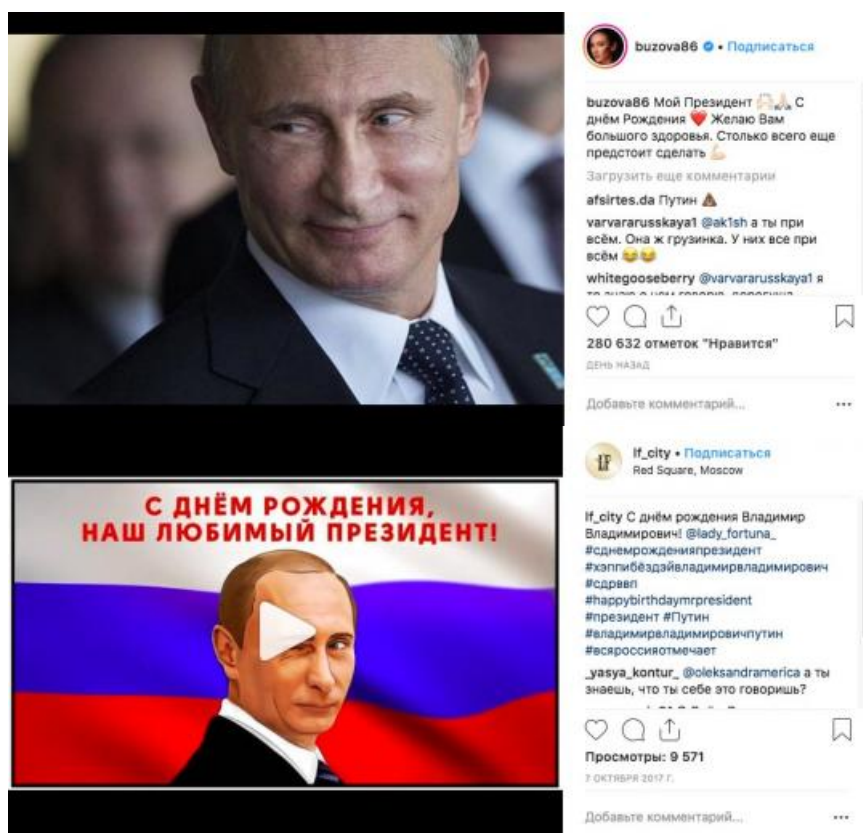 buzova86 • Подписаться
buzova86 Мой Президент 🙏🏻 С
днём Рождения ❤️ Желаю Вам
большого здоровья. Столько всего еще
предстоит сделать 💪🏻
Загрузить еще комментарии
afsirtes.da Путин 💩
varvararusskaya1 @ak1sh а ты при
всём. Она ж грузинка. У них все при
всём 😂😂
whitegooseberry @varvararusskaya1 я
280 632 отметок "Нравится"
ДЕНЬ НАЗАД
Добавьте комментарий...
С ДНЁМ РОЖДЕНИЯ,
НАШ ЛЮБИМЫЙ ПРЕЗИДЕНТ!
LF
lf_city • Подписаться
Red Square, Moscow
lf_city С днём рождения Владимир
Владимирович! @lady_fortuna_
#сднемрожденияпрезидент
#хэппибёздэйвладимирвладимирович
#сдрввп
#happybirthdaymrpresident
#президент #Путин
#владимирвладимировичпутин
#всяроссияотмечает
_yasya_kontur_ @oleksandramerica а ты
знаешь, что ты себе это говоришь?
Просмотры: 9 571
7 ОКТЯБРЯ 2017 Г.
Добавьте комментарий...